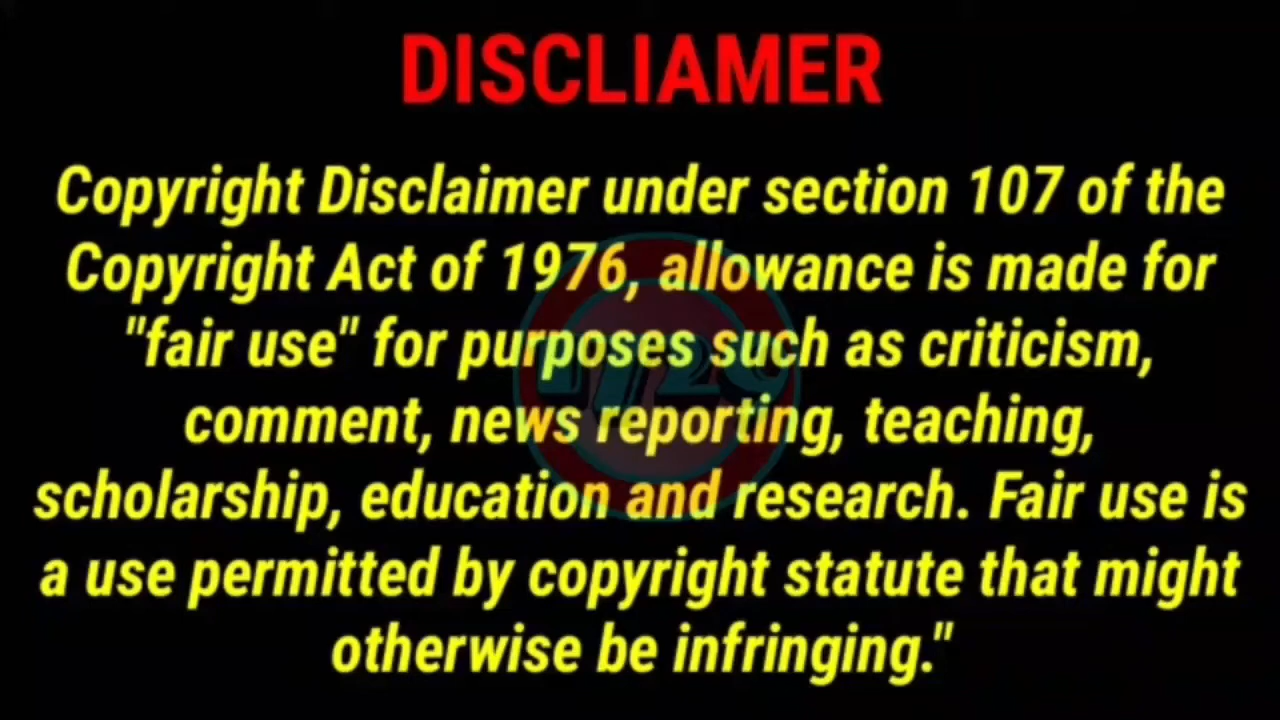 DISCLIAMER
Copyright Disclaimer under section 107 of the
Copyright Act of 1976, allowance is made for
"fair use" for purposes such as criticism,
comment, news reporting, teaching,
scholarship, education and research. Fair use is
a use permitted by copyright statute that might
otherwise be infringing."